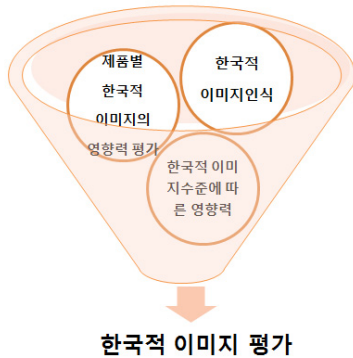 제품별
한국적
이미지의
영향력 평가
한국적
이미지인식
한국적 이미
지수준에 따
른 영향력
한국적 이미지 평가